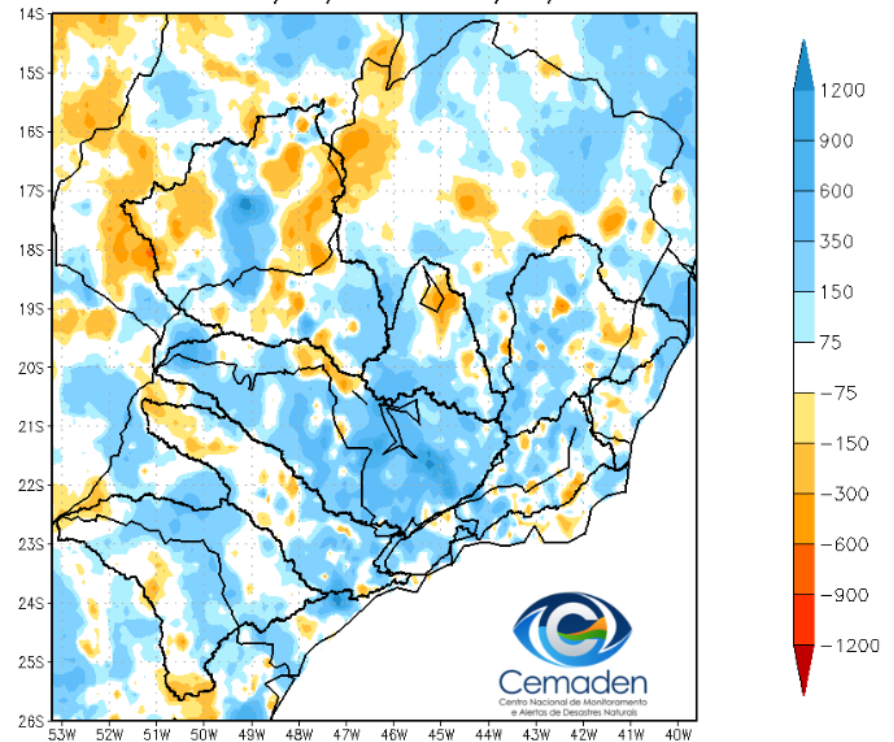 14S
15S
16S
17S
18S
19S
20S
21S
22S
23S
24S
25S
26S
53W 52W 51W 50W 49W 48W 47W 46W 45W 44W 43W 42W 41W 40W
1200
900
600
350
150
75
−75
−150
−300
−600
−900
−1200
Cemaden
Centro Nacional de Monitoramento
e Alertas de Desastres Naturais